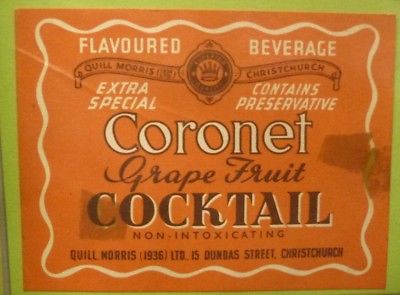 FLAVOURED BEVERAGE
QUILL MORRIS CHRISTCHURCH
EXTRA SPECIAL
CONTAINS PRESERVATIVE
Coronet
Grape Fruit
COCKTAIL
NON-INTOXICATING
QUILL MORRIS (1936) LTD. 15 DUNDAS STREET, CHRISTCHURCH